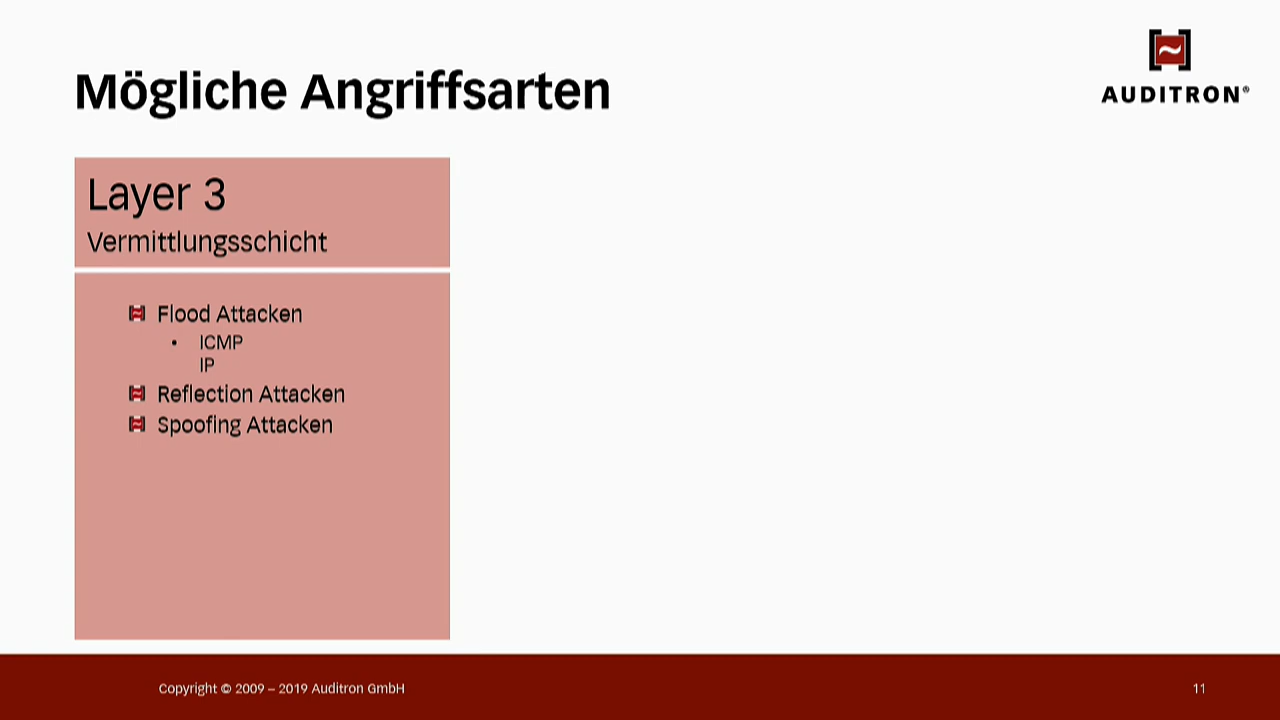 Mögliche Angriffsarten
AUDITRON®
Layer 3
Vermittlungsschicht
Flood Attacken
• ICMP
IP
Reflection Attacken
Spoofing Attacken
Copyright © 2009 – 2019 Auditron GmbH
11